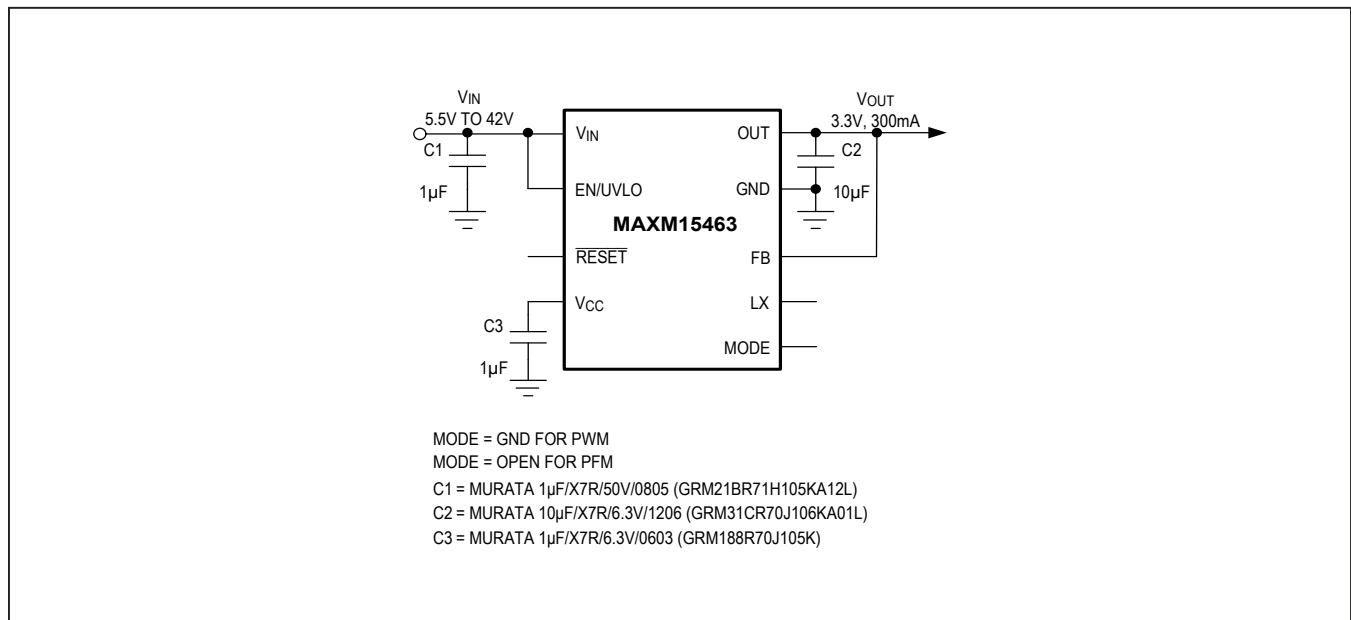 VIN
5.5V TO 42V
C1
1µF
VIN
EN/UVLO
RESET
VCC
C3
1µF
MAXM15463
OUT
GND
FB
LX
MODE
VOUT
3.3V, 300mA
C2
10µF
MODE = GND FOR PWM
MODE = OPEN FOR PFM
C1 = MURATA 1µF/X7R/50V/0805 (GRM21BR71H105KA12L)
C2 = MURATA 10µF/X7R/6.3V/1206 (GRM31CR70J106KA01L)
C3 = MURATA 1µF/X7R/6.3V/0603 (GRM188R70J105K)